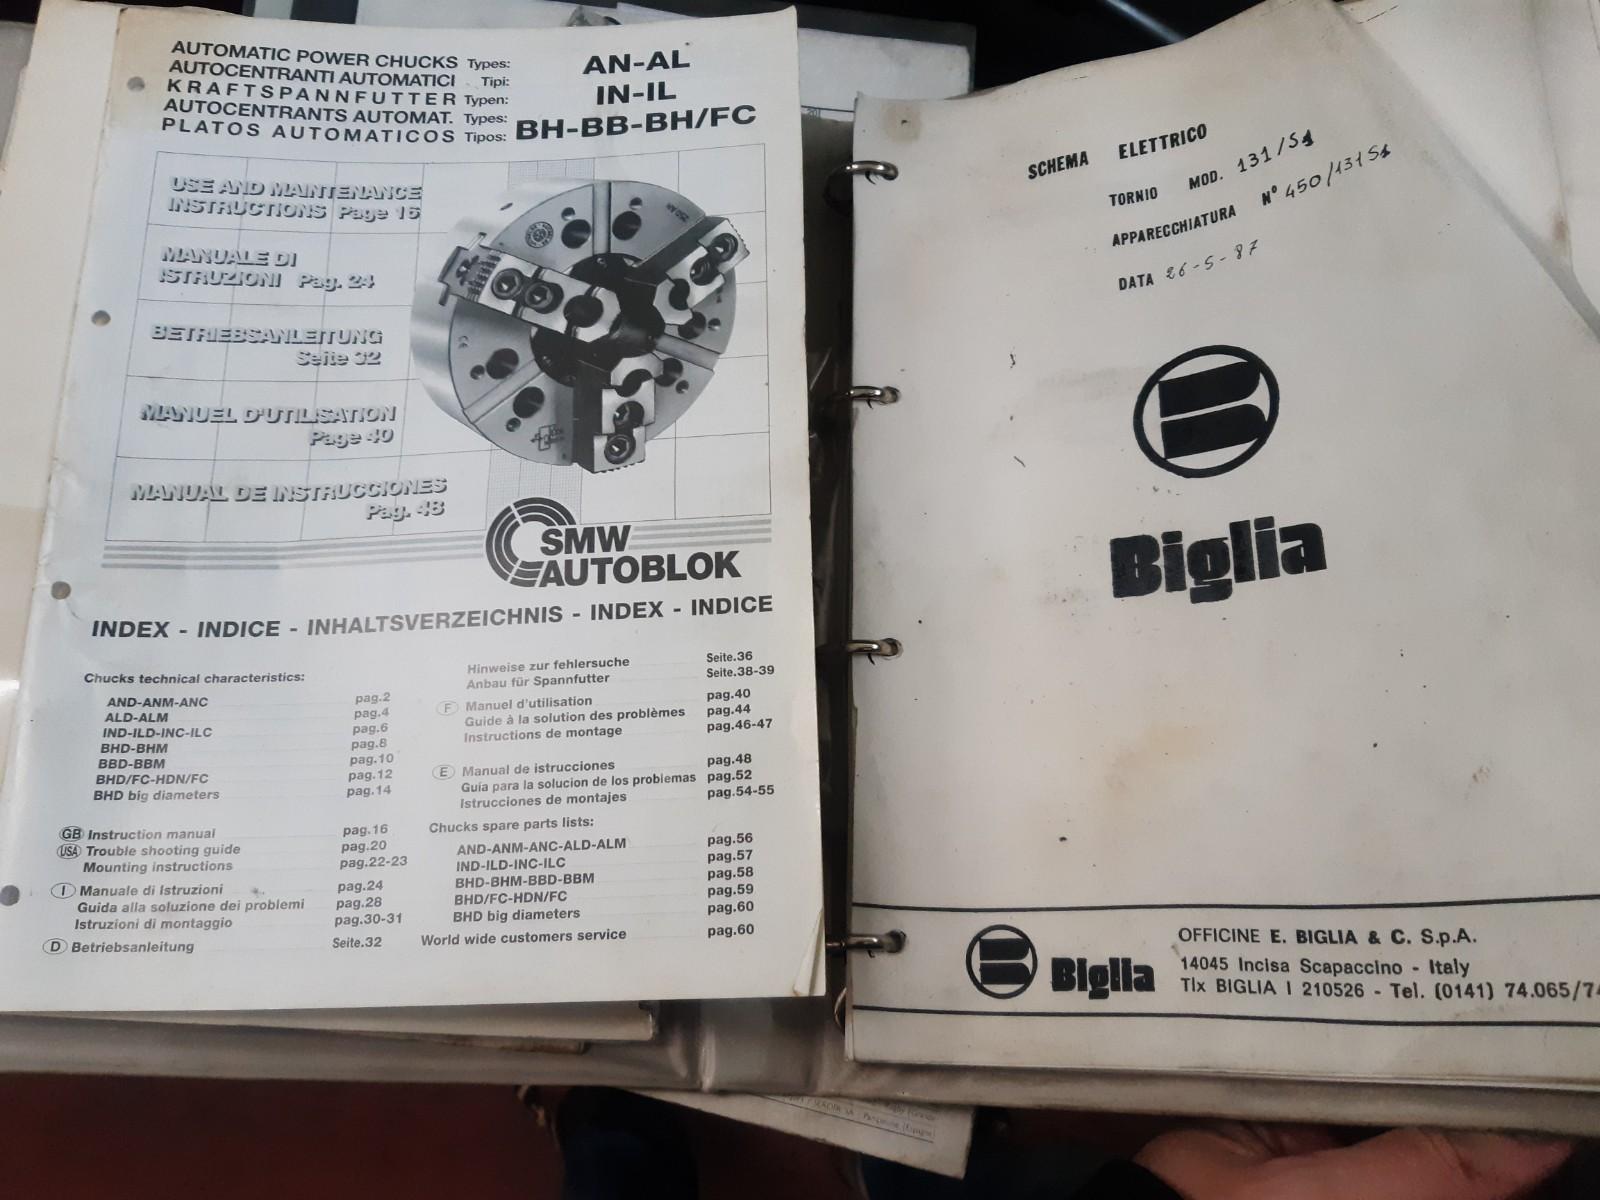 AUTOMATIC POWER CHUCKS Types: AN-AL
AUTOCENTRANTI AUTOMATICI Tipi:
KRAFTSPANNFUTTER Typen: IN-IL
AUTOCENTRANTS AUTOMAT. Types:
PLATOS AUTOMATICOS Tipos: BH-BB-BH/FC
USE AND MAINTENANCE
INSTRUCTIONS Page 16
MANUALE DI
ISTRUZIONI Pag. 24
BETRIEBSANLEITUNG
Seite 32
MANUEL D'UTILISATION
Page 40
MANUAL DE INSTRUCCIONES
Pag. 48
SMW
AUTOBLOK
INDEX - INDICE - INHALTSVERZEICHNIS - INDEX - INDICE
Chucks technical characteristics:
AND-ANM-ANC pag.2
ALD-ALM pag.4
IND-ILD-INC-ILC pag.6
BHD-BHM pag.8
BBD-BBM pag.10
BHD/FC-HDN/FC pag.12
BHD big diameters pag.14
GB Instruction manual pag.16
USA Trouble shooting guide pag.20
Mounting instructions pag.22-23
I Manuale di Istruzioni pag.24
Guida alla soluzione dei problemi pag.28
Istruzioni di montaggio pag.30-31
D Betriebsanleitung Seite.32
Hinweise zur fehlersuche Seite.36
Anbau für Spannfutter Seite.38-39
F Manuel d'utilisation pag.40
Guide à la solution des problèmes pag.44
Instructions de montage pag.46-47
E Manual de istrucciones pag.48
Guía para la solucion de los problemas pag.52
Istrucciones de montajes pag.54-55
Chucks spare parts lists:
AND-ANM-ANC-ALD-ALM pag.56
IND-ILD-INC-ILC pag.57
BHD-BHM-BBD-BBM pag.58
BHD/FC-HDN/FC pag.59
BHD big diameters pag.60
World wide customers service pag.60
SCHEMA ELETTRICO
TORNIO MOD. 131/S1
APPARECCHIATURA N° 450/131S1
DATA 26-5-87
Biglia
Biglia
OFFICINE E. BIGLIA & C. S.p.A.
14045 Incisa Scapaccino - Italy
Tlx BIGLIA I 210526 - Tel. (0141) 74.065/74